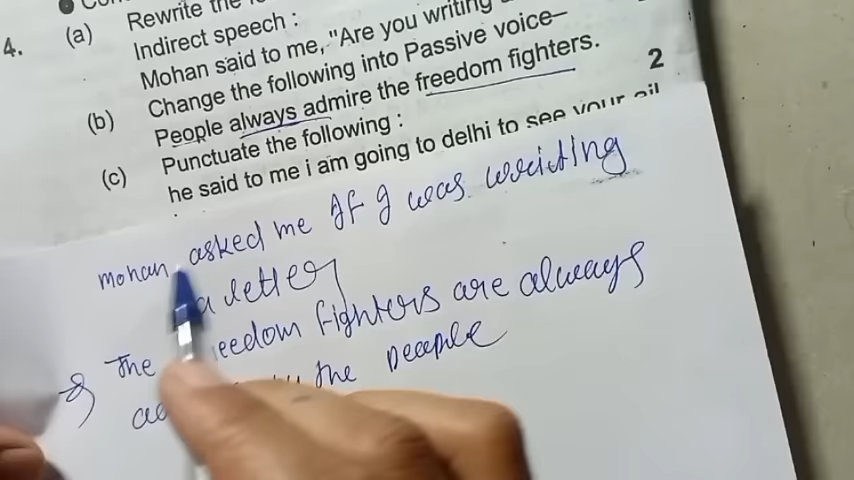 4. (a) Rewrite the
Indirect speech :
Mohan said to me, "Are you writing
(b) Change the following into Passive voice–
People always admire the freedom fighters.
2
(c) Punctuate the following :
he said to me i am going to delhi to see your
mohan asked me If I was writing
a letter
The freedom fighters are always
the people